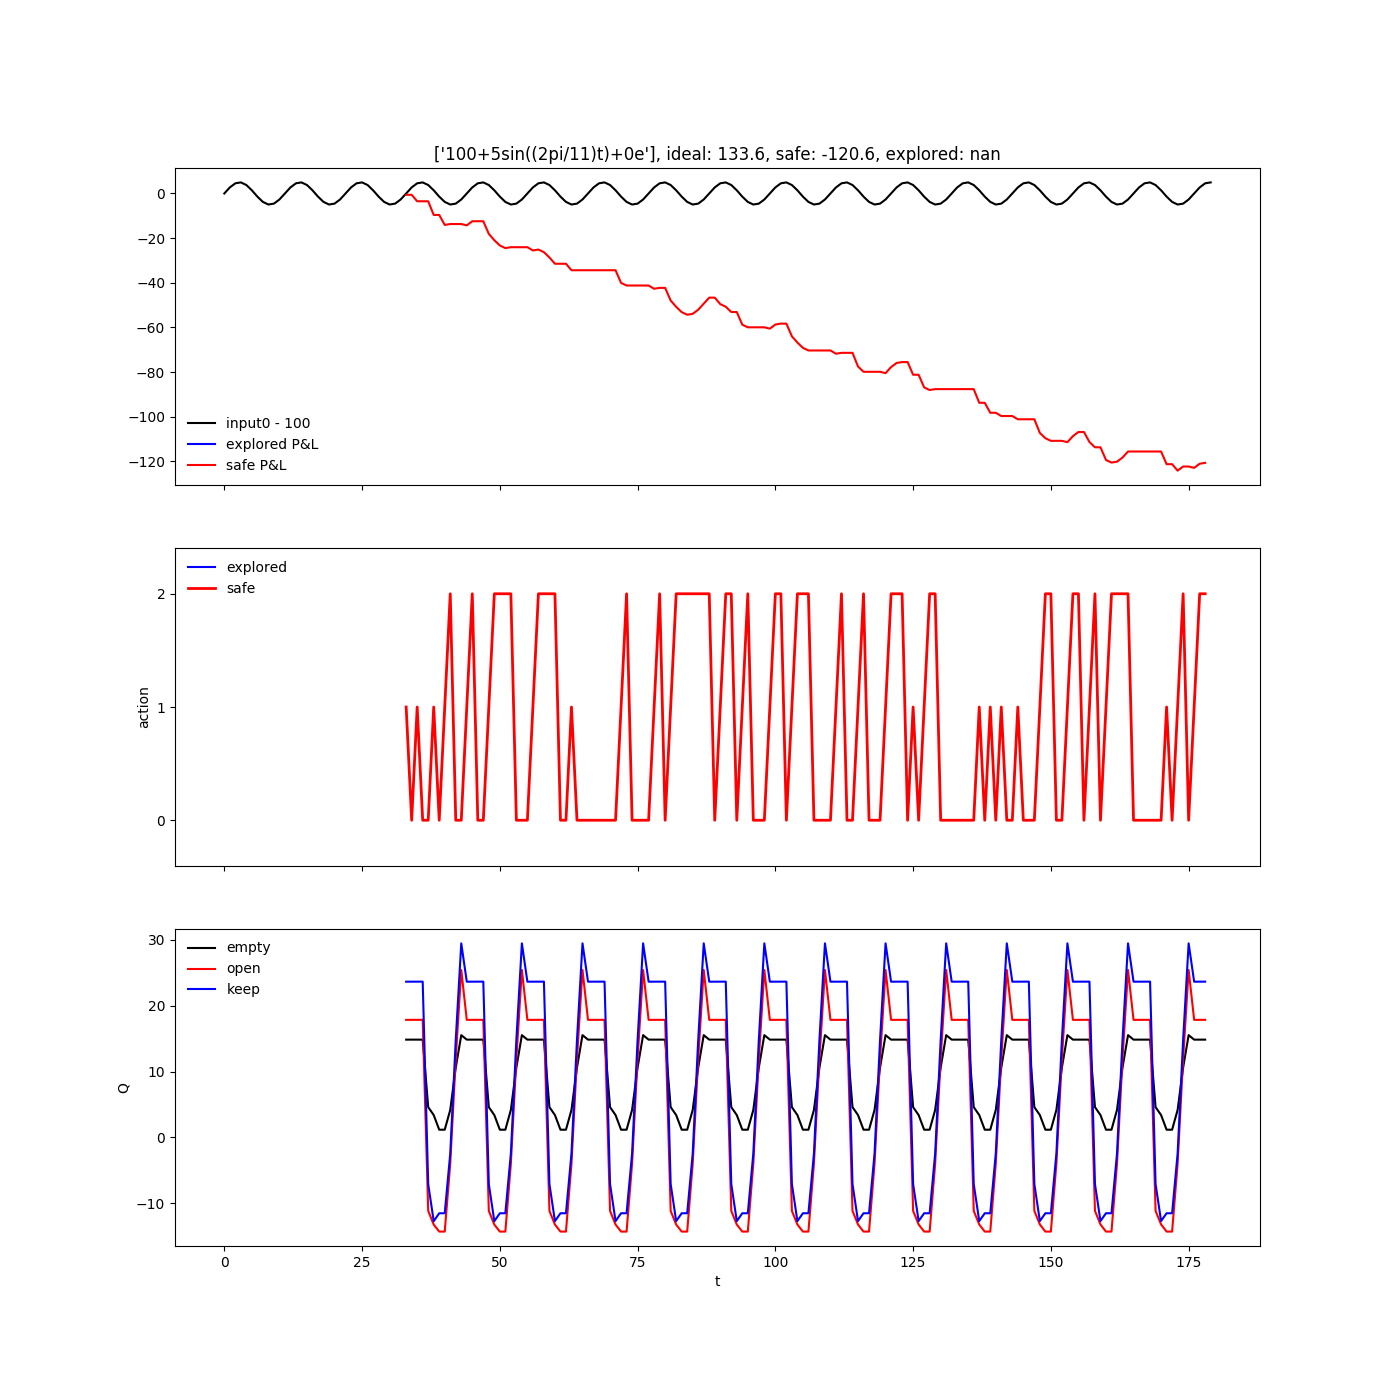 ['100+5sin((2pi/11)t)+0e'], ideal: 133.6, safe: -120.6, explored: nan
0
−20
−40
−60
−80
−100
−120
input0 - 100
explored P&L
safe P&L
action
2
1
0
explored
safe
Q
30
20
10
0
−10
empty
open
keep
0
25
50
75
100
125
150
175
t